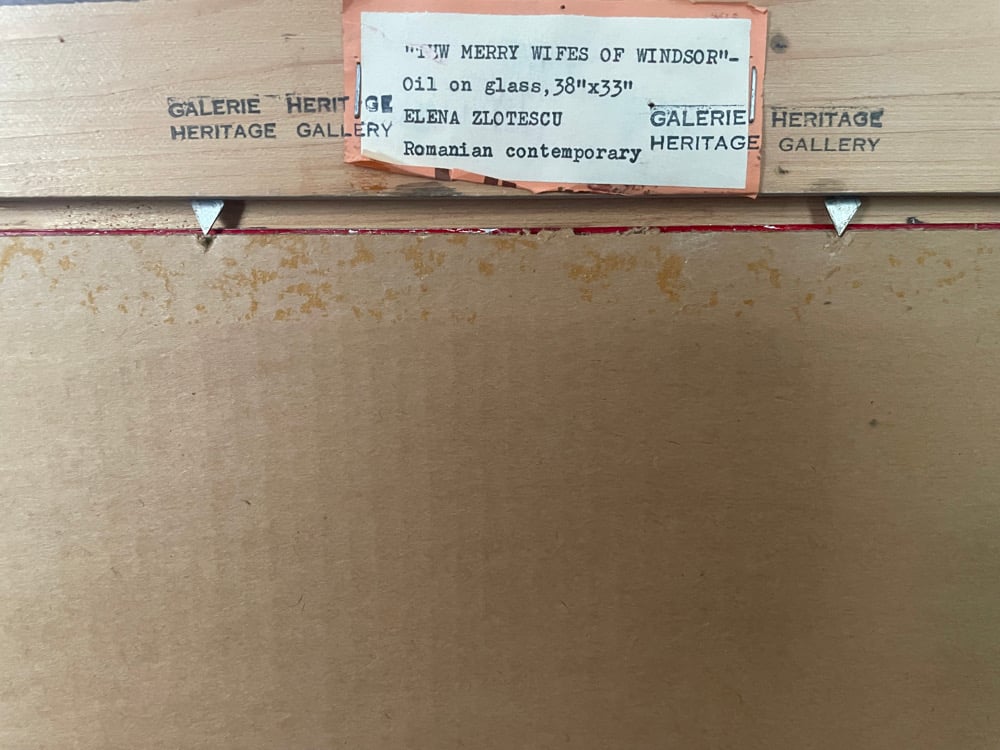 "TUW MERRY WIFES OF WINDSOR"-
Oil on glass,38"x33"
ELENA ZLOTESCU
Romanian contemporary
GALERIE HERITAGE
HERITAGE GALLERY
GALERIE HERITAGE
HERITAGE GALLERY